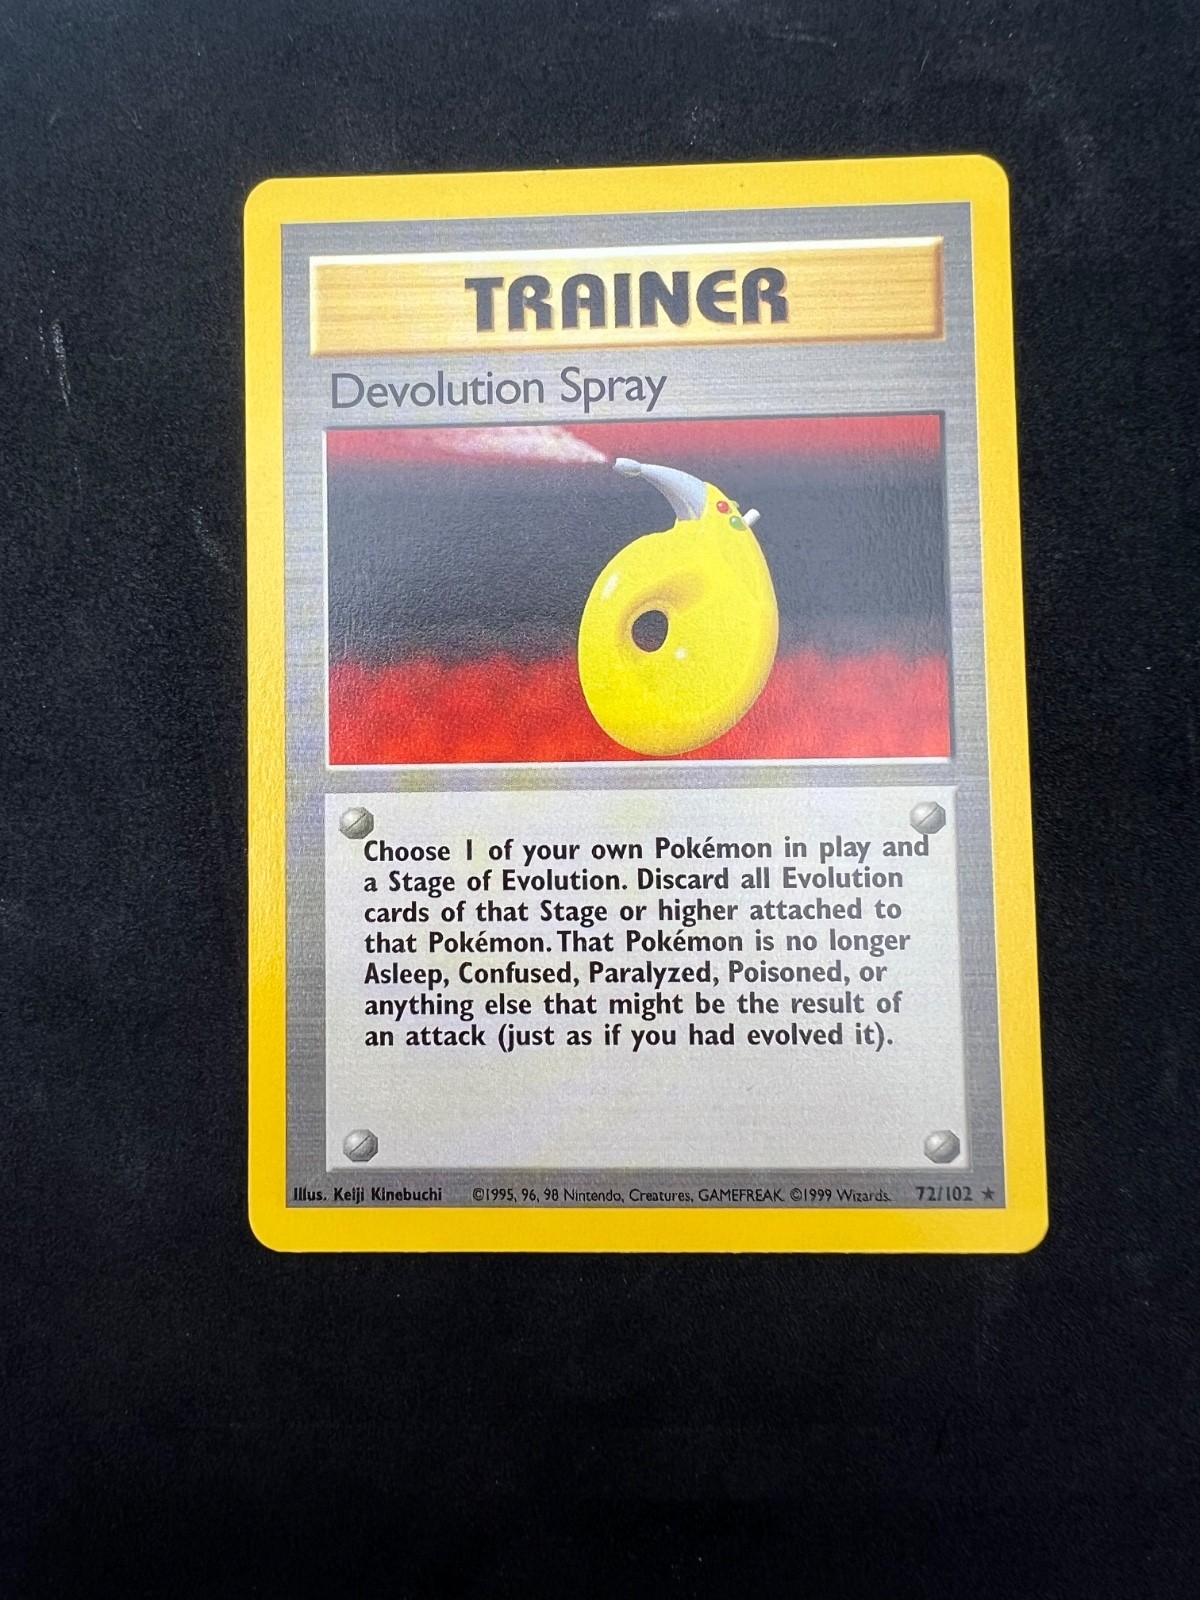 TRAINER
Devolution Spray
Choose 1 of your own Pokémon in play and
a Stage of Evolution. Discard all Evolution
cards of that Stage or higher attached to
that Pokémon. That Pokémon is no longer
Asleep, Confused, Paralyzed, Poisoned, or
anything else that might be the result of
an attack (just as if you had evolved it).
Illus. Keiji Kinebuchi ©1995, 96, 98 Nintendo, Creatures, GAMEFREAK. ©1999 Wizards. 72/102 ★